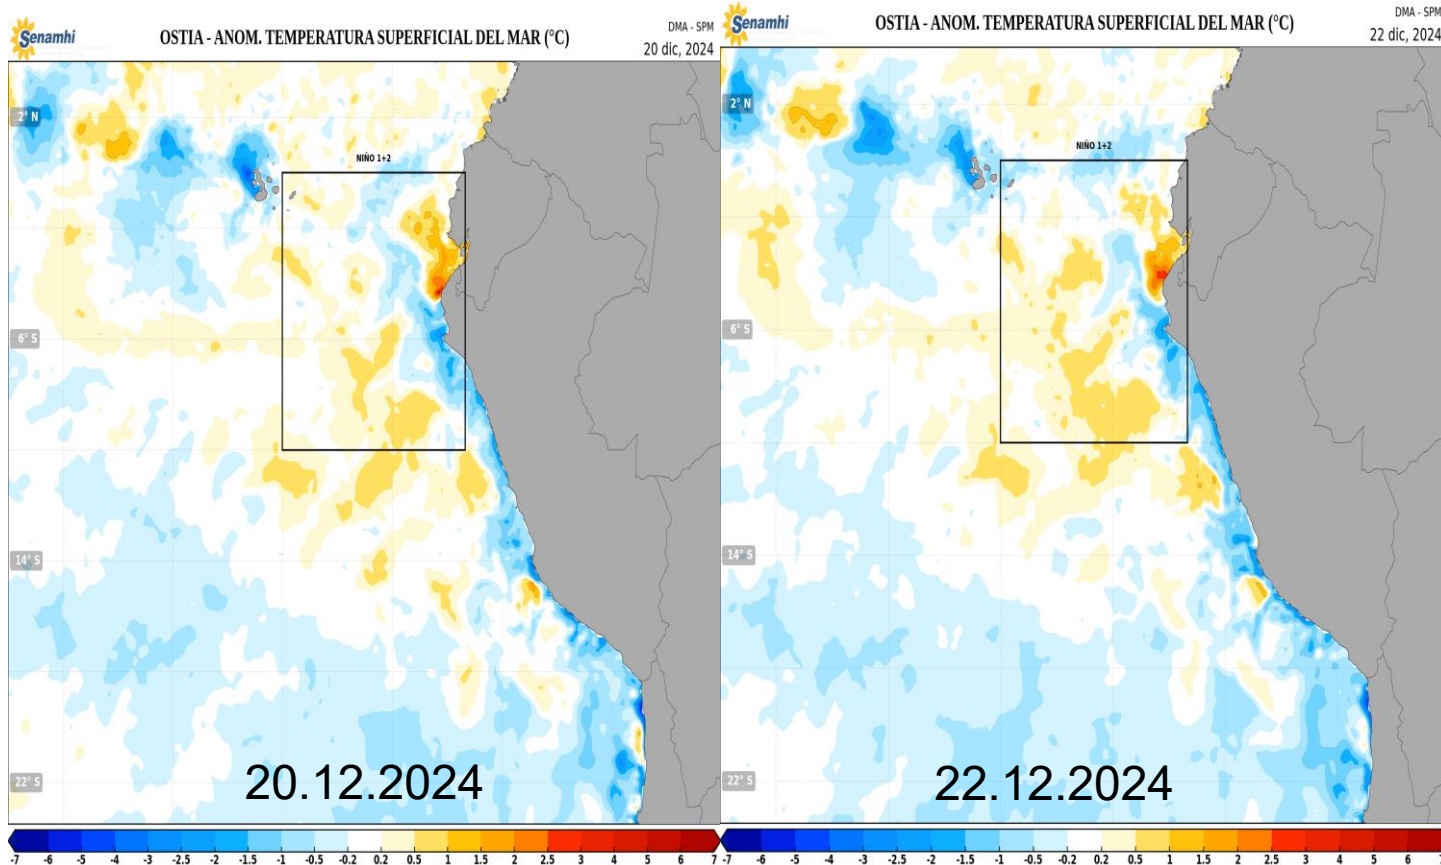 Senamhi
OSTIA - ANOM. TEMPERATURA SUPERFICIAL DEL MAR (°C)
DMA - SPM
20 dic, 2024
2° N
NIÑO 1+2
6° S
14° S
22° S
20.12.2024
-7 -6 -5 -4 -3 -2.5 -2 -1.5 -1 -0.5 -0.2 0.2 0.5 1 1.5 2 2.5 3 4 5 6 7
Senamhi
OSTIA - ANOM. TEMPERATURA SUPERFICIAL DEL MAR (°C)
DMA - SPM
22 dic, 2024
2° N
NIÑO 1+2
6° S
14° S
22° S
22.12.2024
-7 -6 -5 -4 -3 -2.5 -2 -1.5 -1 -0.5 -0.2 0.2 0.5 1 1.5 2 2.5 3 4 5